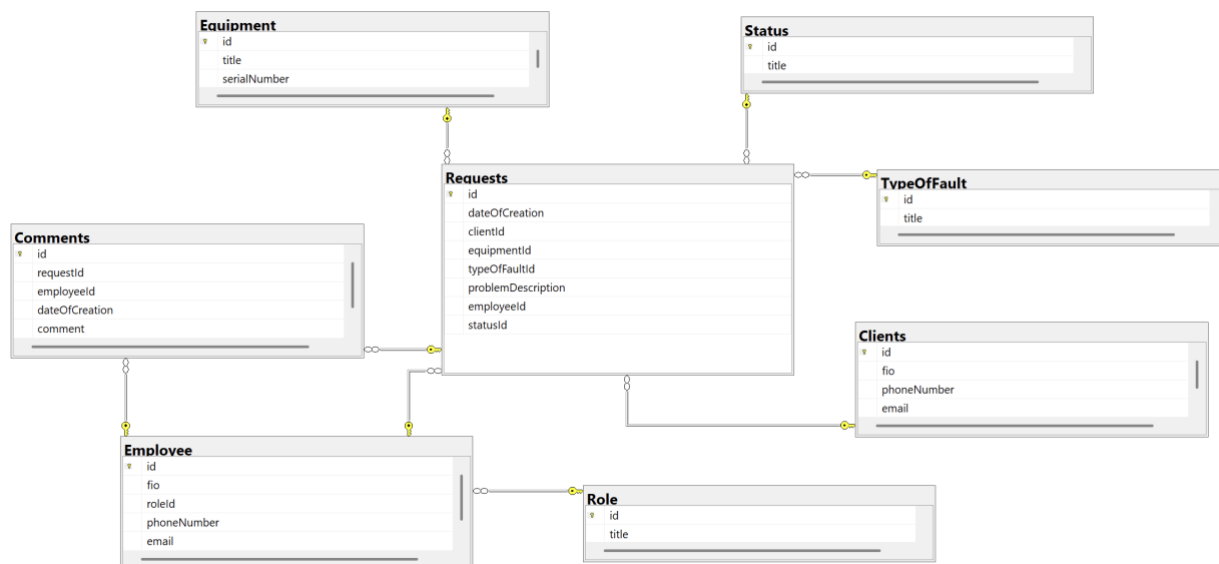 Equipment
id
title
serialNumber
Status
id
title
Requests
id
dateOfCreation
clientId
equipmentId
typeOfFaultId
problemDescription
employeeId
statusId
TypeOfFault
id
title
Comments
id
requestId
employeeId
dateOfCreation
comment
Clients
id
fio
phoneNumber
email
Employee
id
fio
roleId
phoneNumber
email
Role
id
title